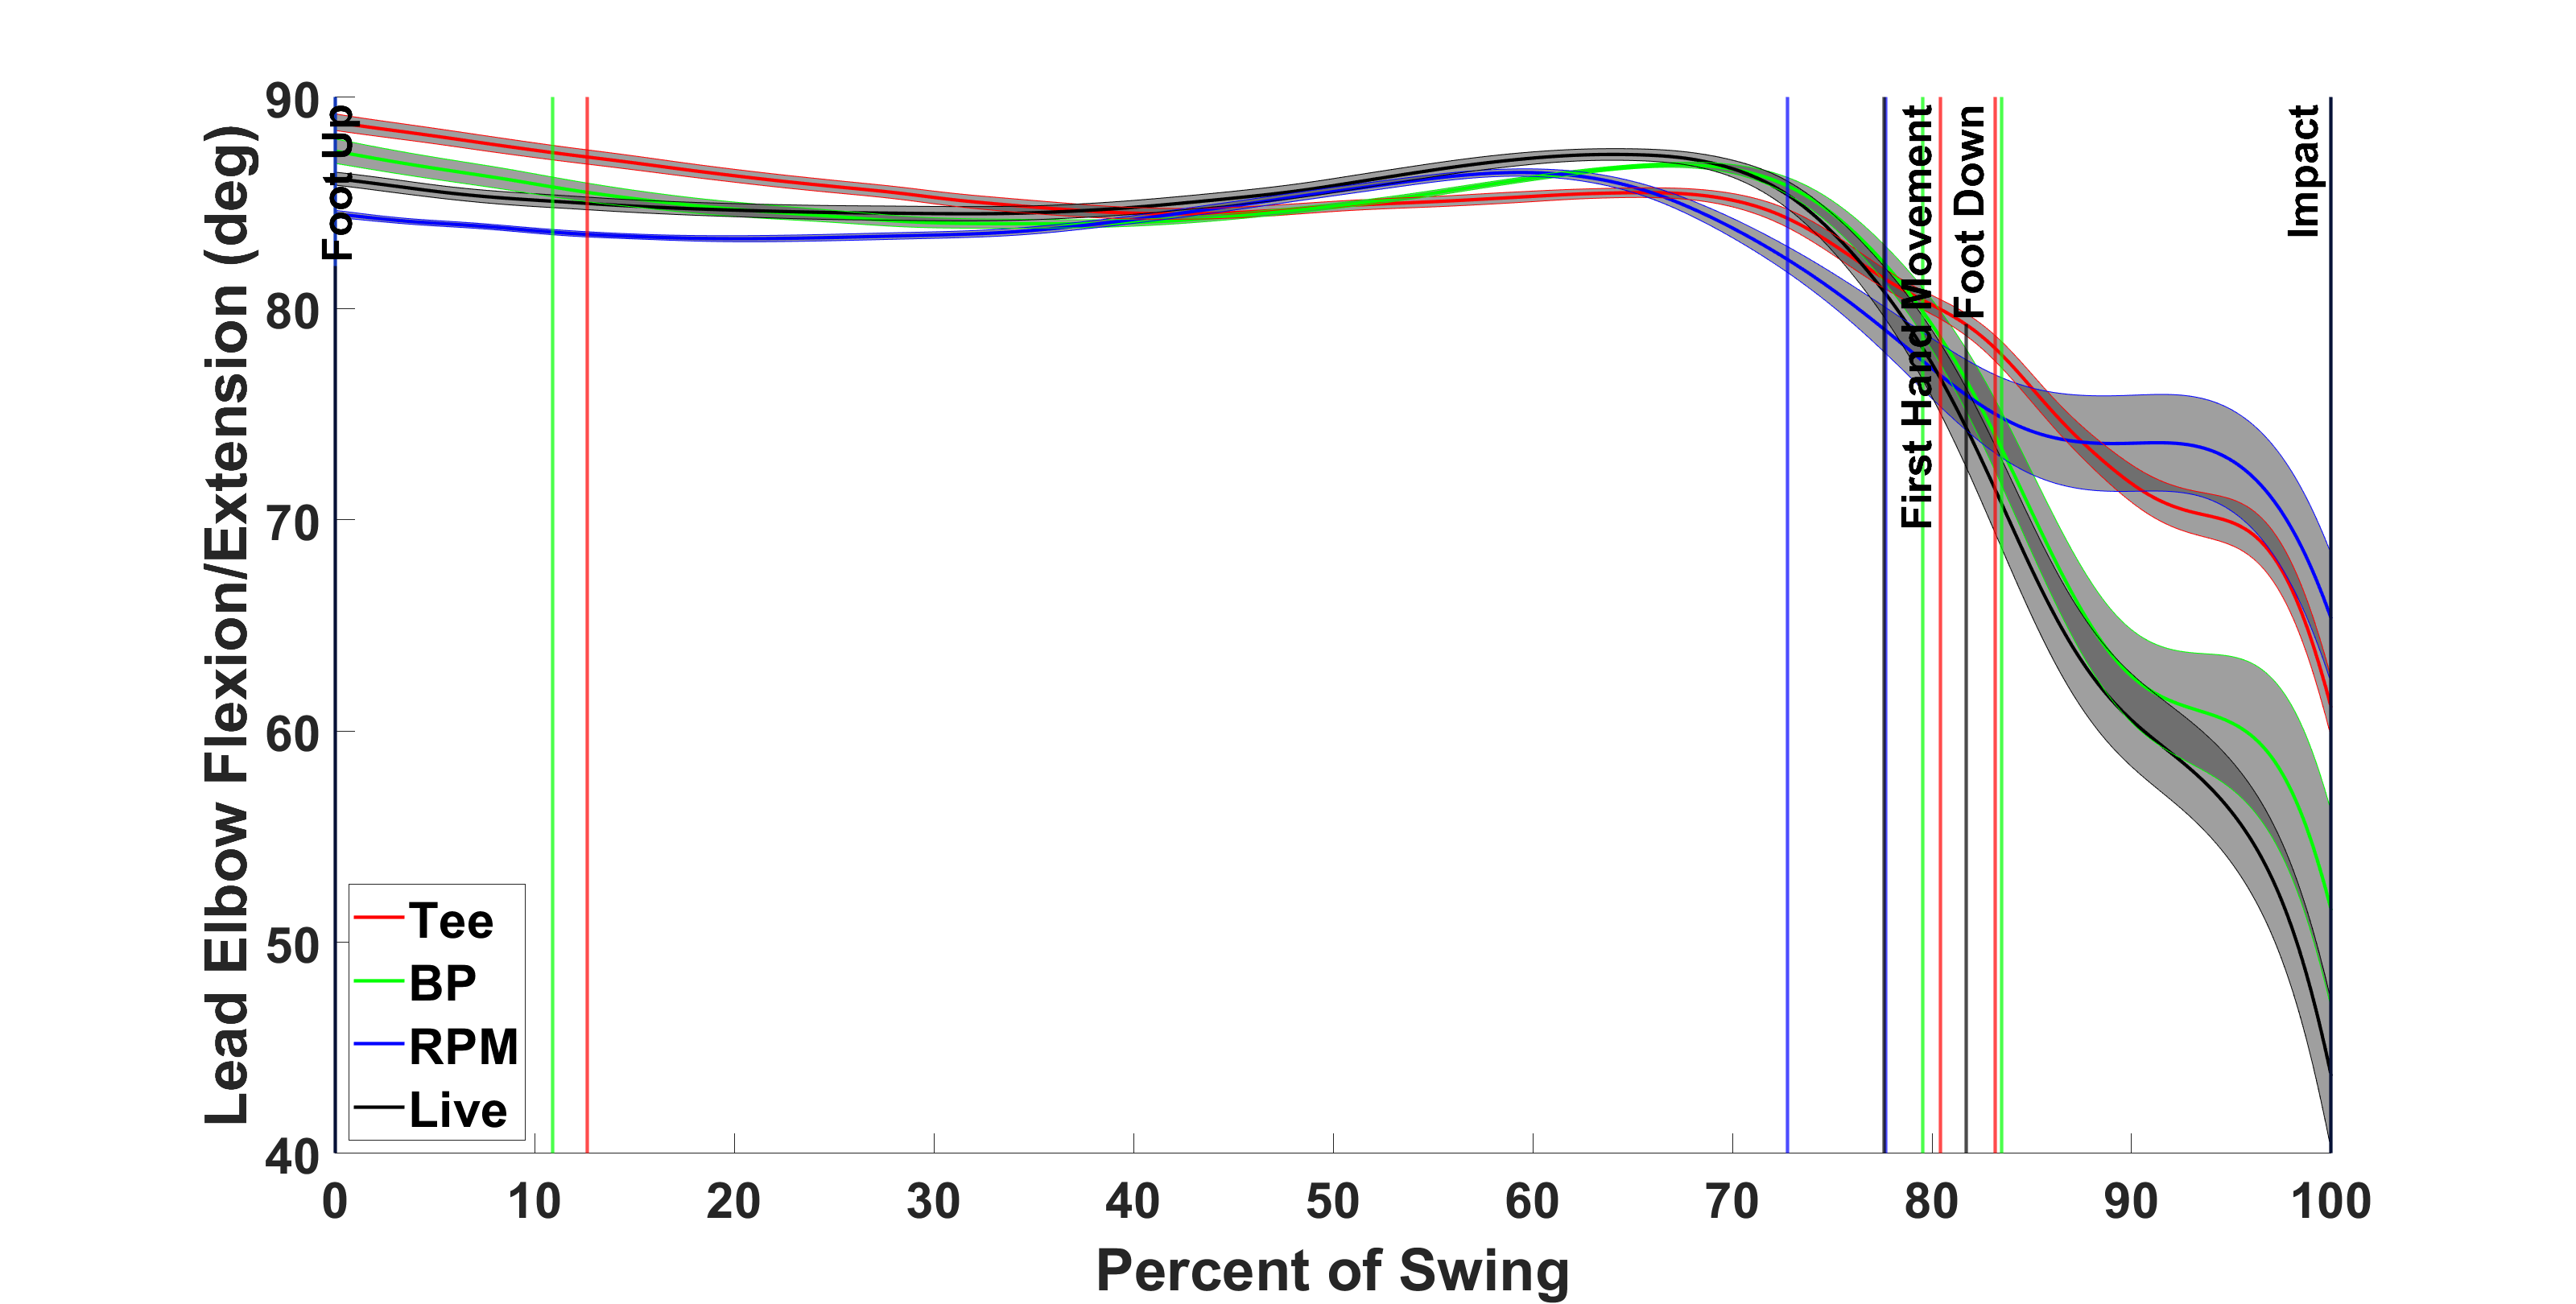 Lead Elbow Flexion/Extension (deg)
90
80
70
60
50
40
Foot Up
First Hand Movement
Foot Down
Impact
Tee
BP
RPM
Live
0 10 20 30 40 50 60 70 80 90 100
Percent of Swing